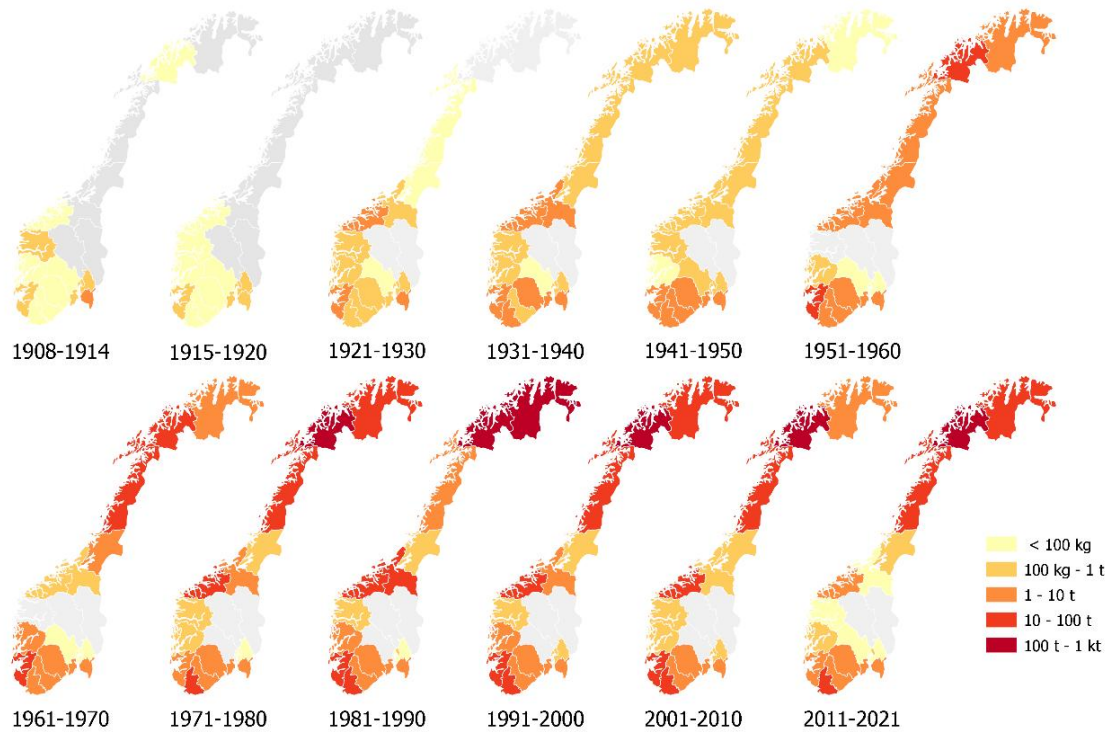 1908-1914
1915-1920
1921-1930
1931-1940
1941-1950
1951-1960
< 100 kg
100 kg - 1 t
1 - 10 t
10 - 100 t
100 t - 1 kt
1961-1970
1971-1980
1981-1990
1991-2000
2001-2010
2011-2021